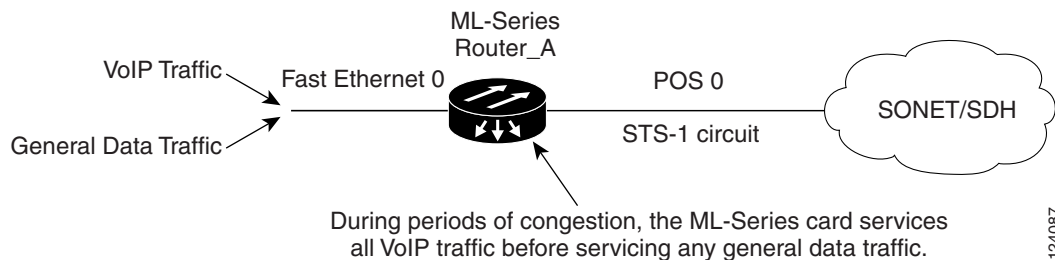 ML-Series
Router_A
VoIP Traffic
Fast Ethernet 0
POS 0
SONET/SDH
General Data Traffic
STS-1 circuit
During periods of congestion, the ML-Series card services
all VoIP traffic before servicing any general data traffic.
124087